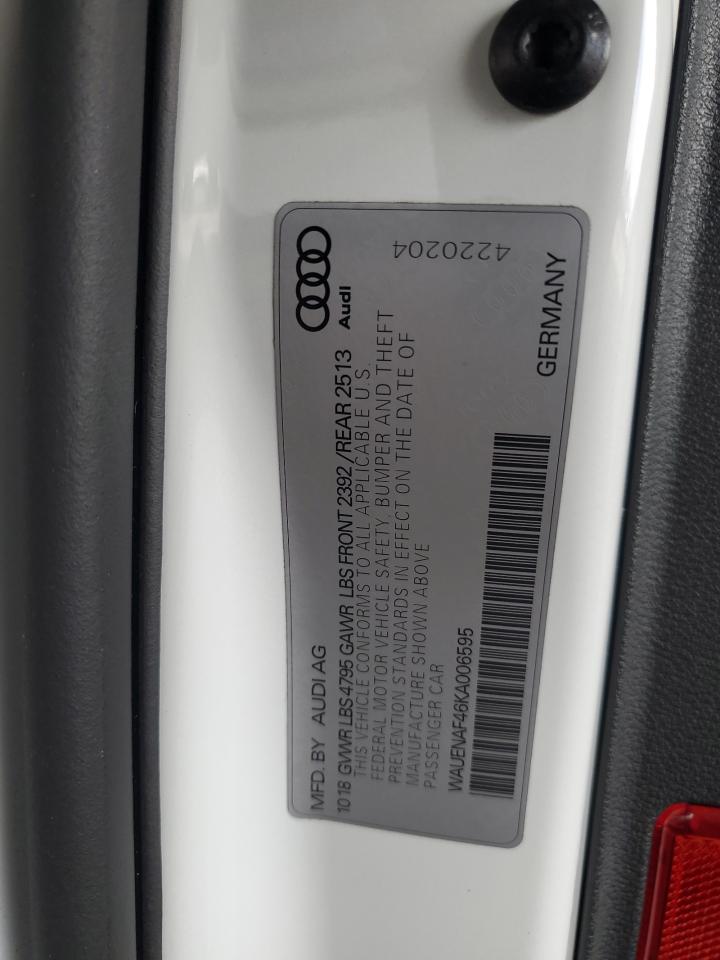 MFD. BY AUDI AG
Audi
1018 GVWR LBS 4795 GAWR LBS FRONT 2392 /REAR 2513
THIS VEHICLE CONFORMS TO ALL APPLICABLE U.S.
FEDERAL MOTOR VEHICLE SAFETY, BUMPER AND THEFT
PREVENTION STANDARDS IN EFFECT ON THE DATE OF
MANUFACTURE SHOWN ABOVE
PASSENGER CAR
4220204
WAUENAF46KA006595
GERMANY